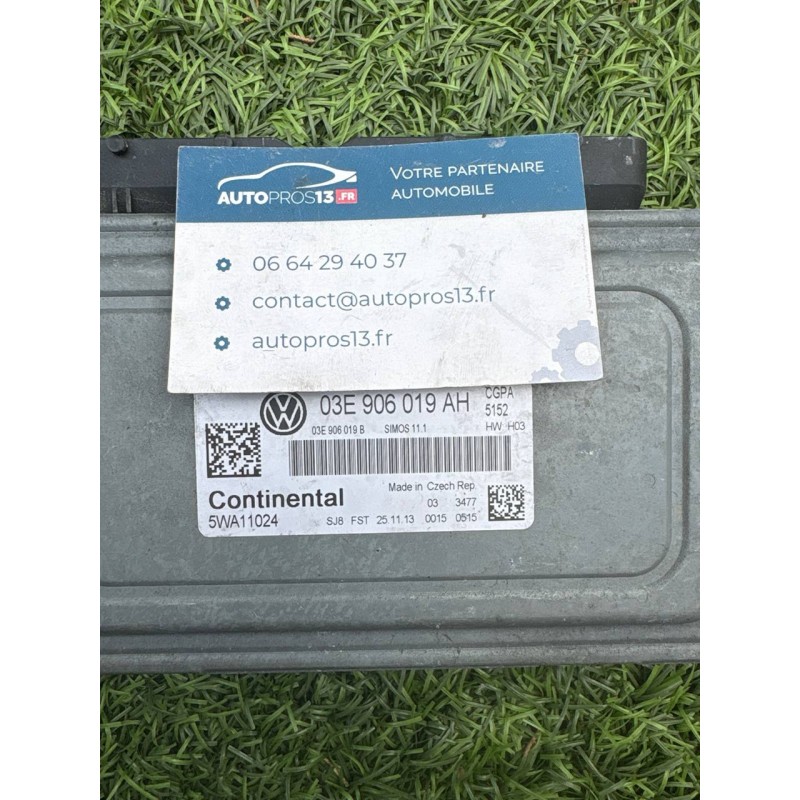 AUTOPROS13.FR
VOTRE PARTENAIRE
AUTOMOBILE
06 64 29 40 37
contact@autopros13.fr
autopros13.fr
03E 906 019 AH
CGPA
5152
03E 906 019 B SIMOS 11.1
HW H03
Made in Czech Rep.
Continental
03 3477
5WA11024
SJ8 FST 25.11.13 0015 0515